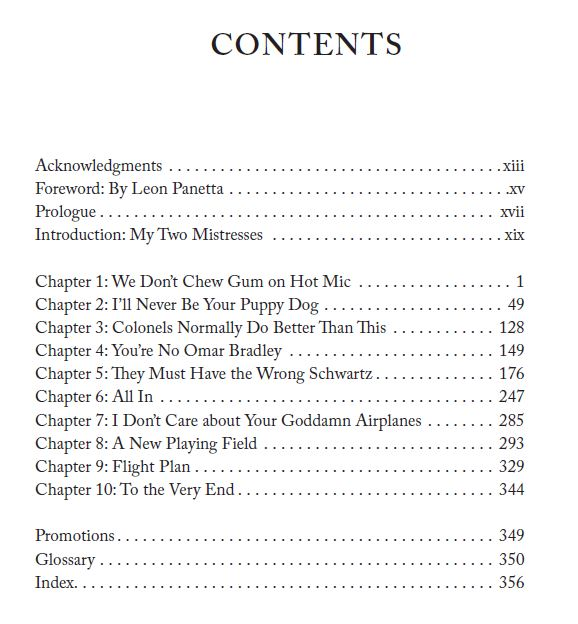 CONTENTS
Acknowledgments . . . . . . . . . . . . . . . . . . . . . . . . . . . . . . . . . . . . . . . xiii
Foreword: By Leon Panetta . . . . . . . . . . . . . . . . . . . . . . . . . . . . . . . . xv
Prologue . . . . . . . . . . . . . . . . . . . . . . . . . . . . . . . . . . . . . . . . . . . . . . xvii
Introduction: My Two Mistresses . . . . . . . . . . . . . . . . . . . . . . . . . . . xix
Chapter 1: We Don't Chew Gum on Hot Mic . . . . . . . . . . . . . . . . . . 1
Chapter 2: I'll Never Be Your Puppy Dog . . . . . . . . . . . . . . . . . . . . . 49
Chapter 3: Colonels Normally Do Better Than This . . . . . . . . . . . . 128
Chapter 4: You're No Omar Bradley . . . . . . . . . . . . . . . . . . . . . . . . 149
Chapter 5: They Must Have the Wrong Schwartz . . . . . . . . . . . . . . 176
Chapter 6: All In . . . . . . . . . . . . . . . . . . . . . . . . . . . . . . . . . . . . . . . 247
Chapter 7: I Don't Care about Your Goddamn Airplanes . . . . . . . . 285
Chapter 8: A New Playing Field . . . . . . . . . . . . . . . . . . . . . . . . . . . 293
Chapter 9: Flight Plan . . . . . . . . . . . . . . . . . . . . . . . . . . . . . . . . . . . 329
Chapter 10: To the Very End . . . . . . . . . . . . . . . . . . . . . . . . . . . . . . 344
Promotions . . . . . . . . . . . . . . . . . . . . . . . . . . . . . . . . . . . . . . . . . . . . 349
Glossary . . . . . . . . . . . . . . . . . . . . . . . . . . . . . . . . . . . . . . . . . . . . . . 350
Index. . . . . . . . . . . . . . . . . . . . . . . . . . . . . . . . . . . . . . . . . . . . . . . . . 356